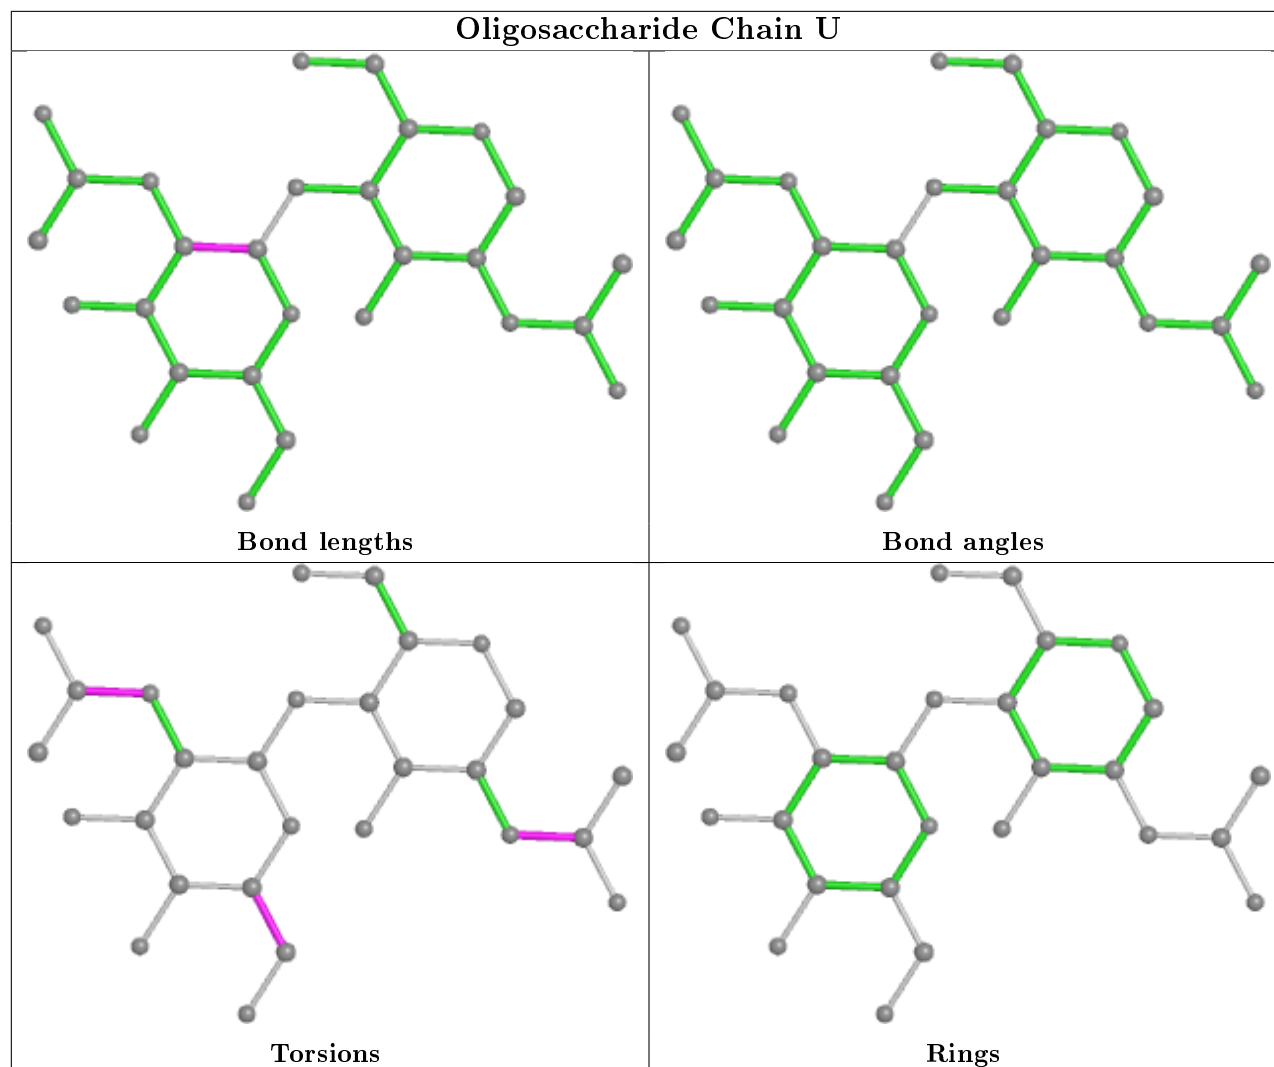 Oligosaccharide Chain U
Bond lengths
Bond angles
Torsions
Rings